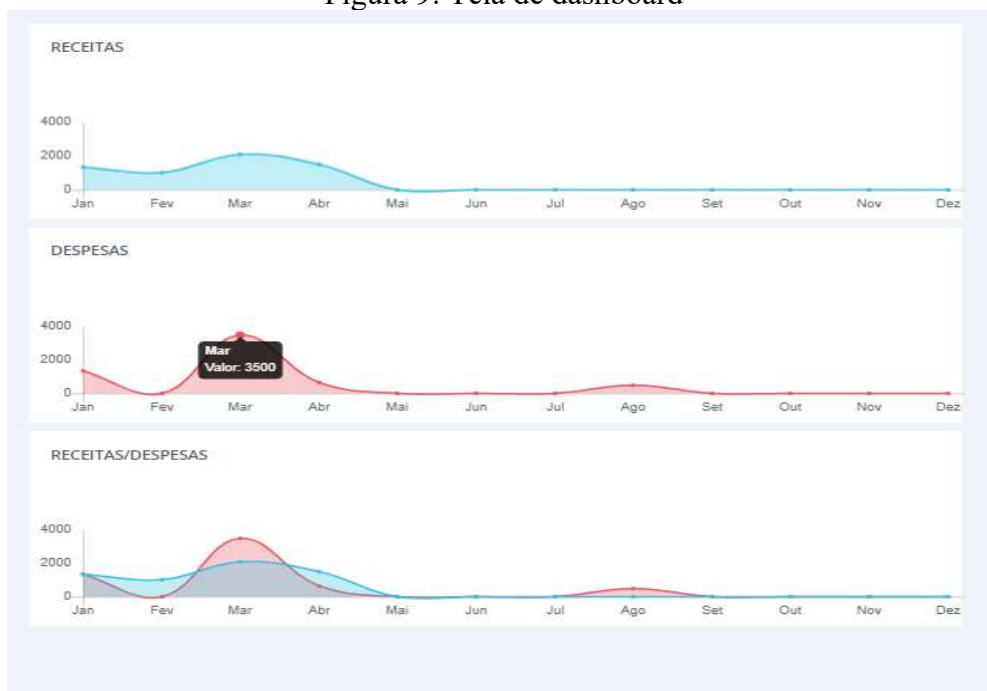 Figura 9: Tela de dashboard
RECEITAS
4000
2000
0
Jan Fev Mar Abr Mai Jun Jul Ago Set Out Nov Dez
DESPESAS
4000
2000
0
Mar
Valor: 3500
Jan Fev Mar Abr Mai Jun Jul Ago Set Out Nov Dez
RECEITAS/DESPESAS
4000
2000
0
Jan Fev Mar Abr Mai Jun Jul Ago Set Out Nov Dez